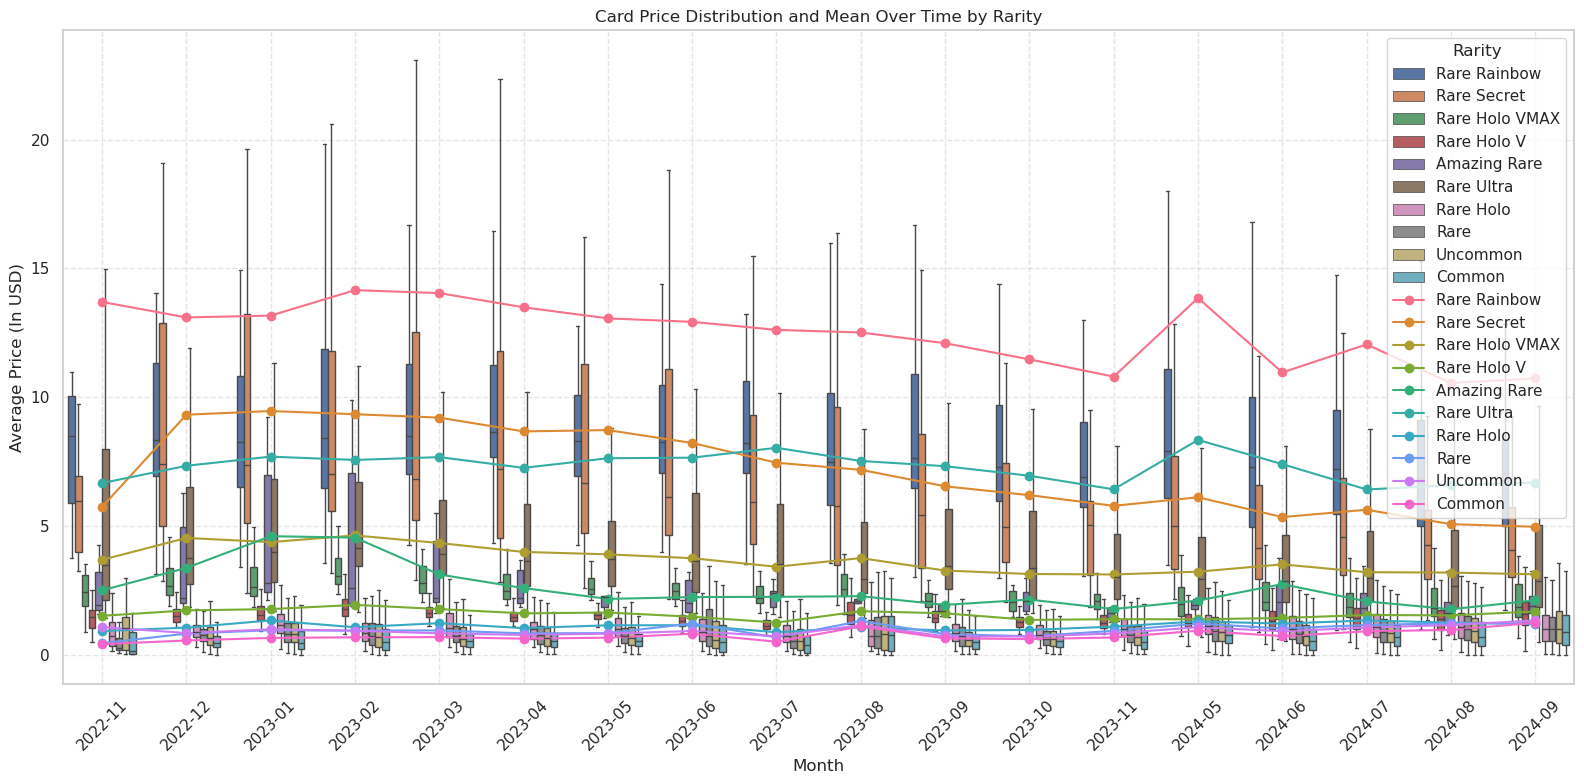 Card Price Distribution and Mean Over Time by Rarity
Average Price (In USD)
20
15
10
5
0
Rarity
Rare Rainbow
Rare Secret
Rare Holo VMAX
Rare Holo V
Amazing Rare
Rare Ultra
Rare Holo
Rare
Uncommon
Common
Rare Rainbow
Rare Secret
Rare Holo VMAX
Rare Holo V
Amazing Rare
Rare Ultra
Rare Holo
Rare
Uncommon
Common
2022-11
2022-12
2023-01
2023-02
2023-03
2023-04
2023-05
2023-06
2023-07
2023-08
2023-09
2023-10
2023-11
2024-05
2024-06
2024-07
2024-08
2024-09
Month